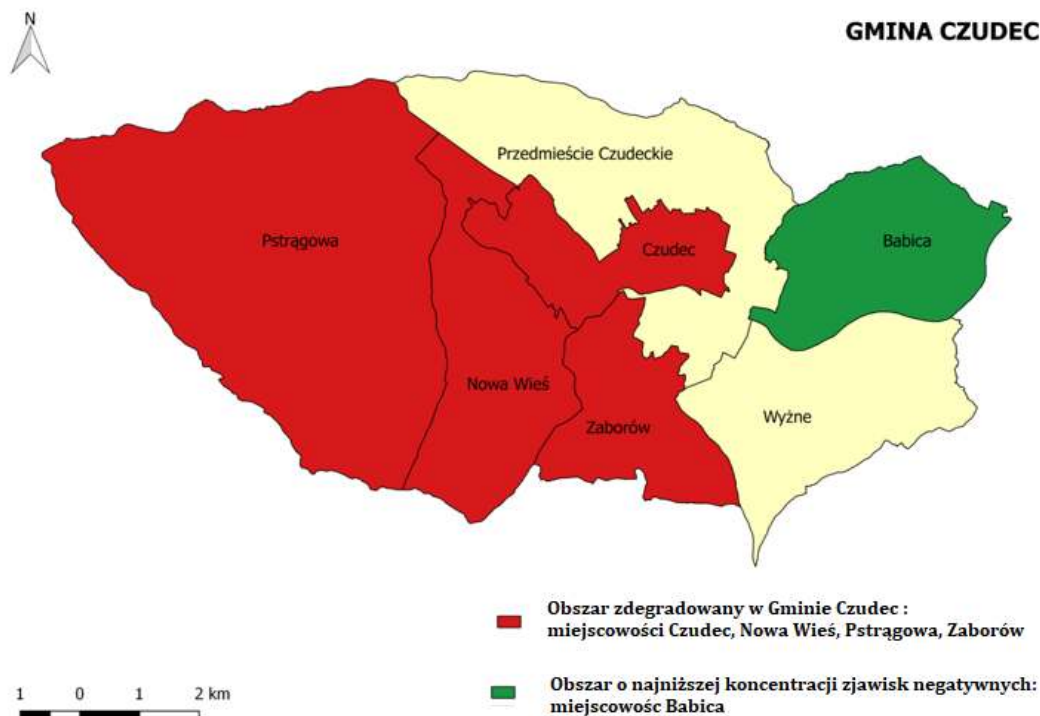 N
GMINA CZUDEC
Przedmieście Czudeckie
Pstrągowa
Czudec
Babica
Nowa Wieś
Zaborów
Wyżne
Obszar zdegradowany w Gminie Czudec :
miejscowości Czudec, Nowa Wieś, Pstrągowa, Zaborów
1 0 1 2 km
Obszar o najniższej koncentracji zjawisk negatywnych:
miejscowośc Babica